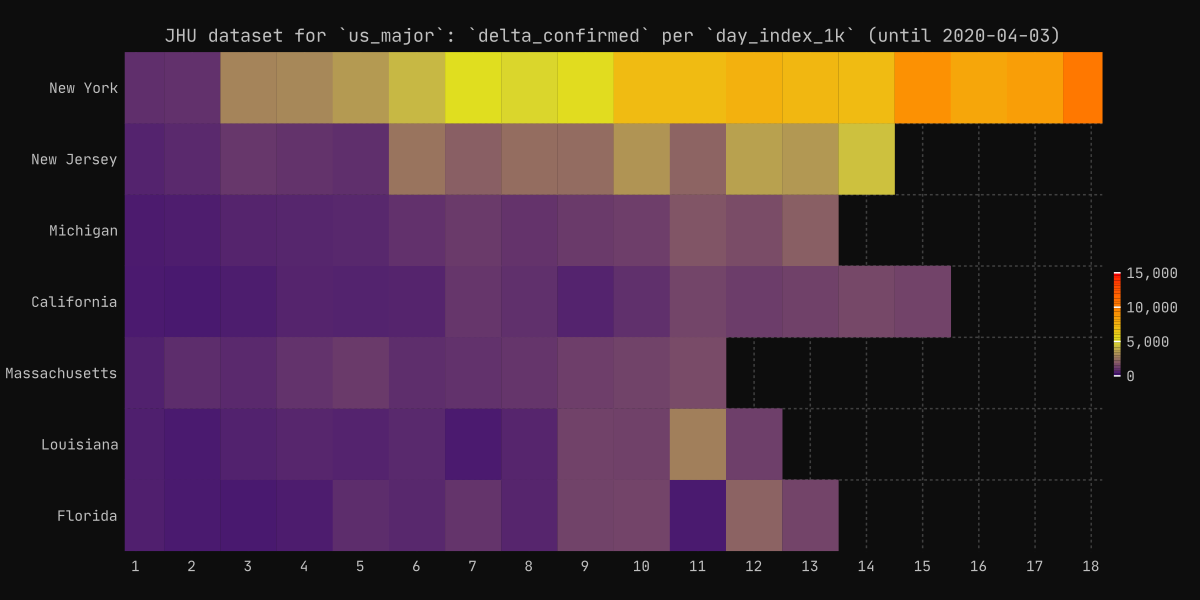 JHU dataset for `us_major`: `delta_confirmed` per `day_index_1k` (until 2020-04-03)
New York
New Jersey
Michigan
California
Massachusetts
Louisiana
Florida
1 2 3 4 5 6 7 8 9 10 11 12 13 14 15 16 17 18
15,000
10,000
5,000
0